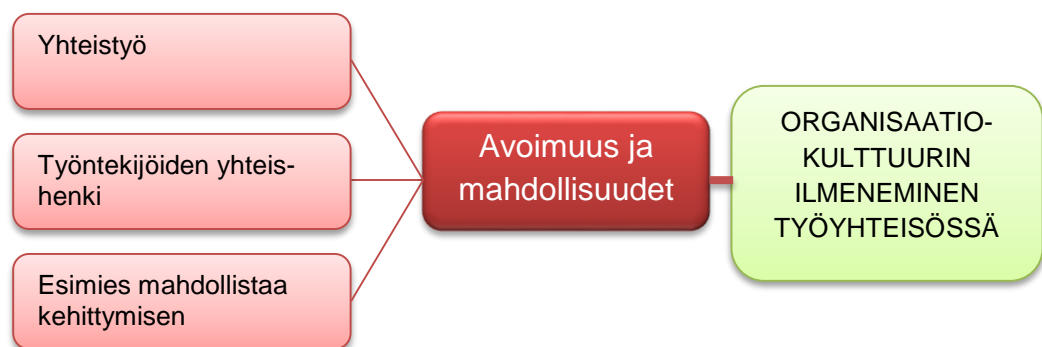 Yhteistyö
Työntekijöiden yhteis-
henki
Esimies mahdollistaa
kehittymisen
Avoimuus ja
mahdollisuudet
ORGANISAATIO-
KULTTUURIN
ILMENEMINEN
TYÖYHTEISÖSSÄ